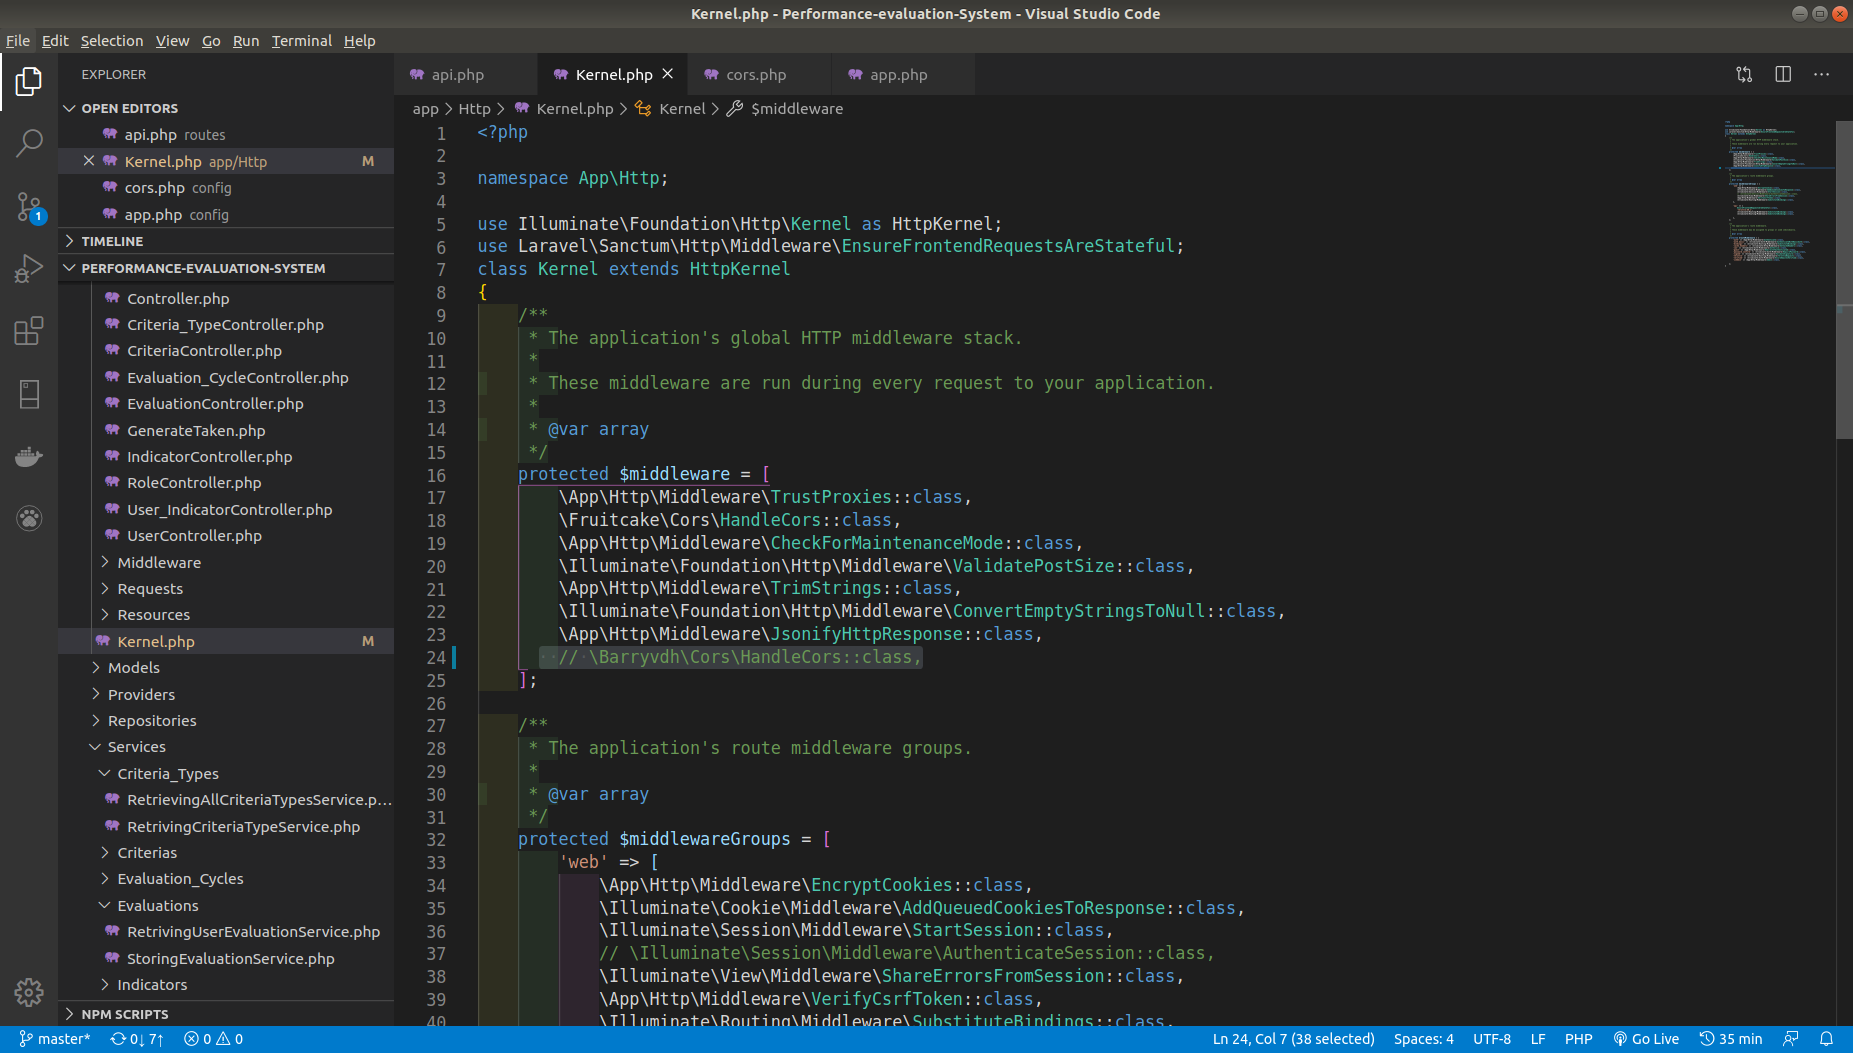 Kernel.php - Performance-evaluation-System - Visual Studio Code
File Edit Selection View Go Run Terminal Help
EXPLORER
OPEN EDITORS
api.php routes
Kernel.php app/Http M
cors.php config
app.php config
TIMELINE
PERFORMANCE-EVALUATION-SYSTEM
Controller.php
Criteria_TypeController.php
CriteriaController.php
Evaluation_CycleController.php
EvaluationController.php
GenerateTaken.php
IndicatorController.php
RoleController.php
User_IndicatorController.php
UserController.php
Middleware
Requests
Resources
Kernel.php M
Models
Providers
Repositories
Services
Criteria_Types
RetrievingAllCriteriaTypesService.p...
RetrivingCriteriaTypeService.php
Criterias
Evaluation_Cycles
Evaluations
RetrivingUserEvaluationService.php
StoringEvaluationService.php
Indicators
NPM SCRIPTS
1
api.php Kernel.php cors.php app.php
app > Http > Kernel.php > Kernel > $middleware
1 <?php
2
3 namespace App\Http;
4
5 use Illuminate\Foundation\Http\Kernel as HttpKernel;
6 use Laravel\Sanctum\Http\Middleware\EnsureFrontendRequestsAreStateful;
7 class Kernel extends HttpKernel
8 {
9 /**
10 * The application's global HTTP middleware stack.
11 *
12 * These middleware are run during every request to your application.
13 *
14 * @var array
15 */
16 protected $middleware = [
17 \App\Http\Middleware\TrustProxies::class,
18 \Fruitcake\Cors\HandleCors::class,
19 \App\Http\Middleware\CheckForMaintenanceMode::class,
20 \Illuminate\Foundation\Http\Middleware\ValidatePostSize::class,
21 \App\Http\Middleware\TrimStrings::class,
22 \Illuminate\Foundation\Http\Middleware\ConvertEmptyStringsToNull::class,
23 \App\Http\Middleware\JsonifyHttpResponse::class,
24 // \Barryvdh\Cors\HandleCors::class,
25 ];
26
27 /**
28 * The application's route middleware groups.
29 *
30 * @var array
31 */
32 protected $middlewareGroups = [
33 'web' => [
34 \App\Http\Middleware\EncryptCookies::class,
35 \Illuminate\Cookie\Middleware\AddQueuedCookiesToResponse::class,
36 \Illuminate\Session\Middleware\StartSession::class,
37 // \Illuminate\Session\Middleware\AuthenticateSession::class,
38 \Illuminate\View\Middleware\ShareErrorsFromSession::class,
39 \App\Http\Middleware\VerifyCsrfToken::class,
40 \Illuminate\Routing\Middleware\SubstituteBindings::class,
master* 0↓ 7↑ 0 0 Ln 24, Col 7 (38 selected) Spaces: 4 UTF-8 LF PHP Go Live 35 min